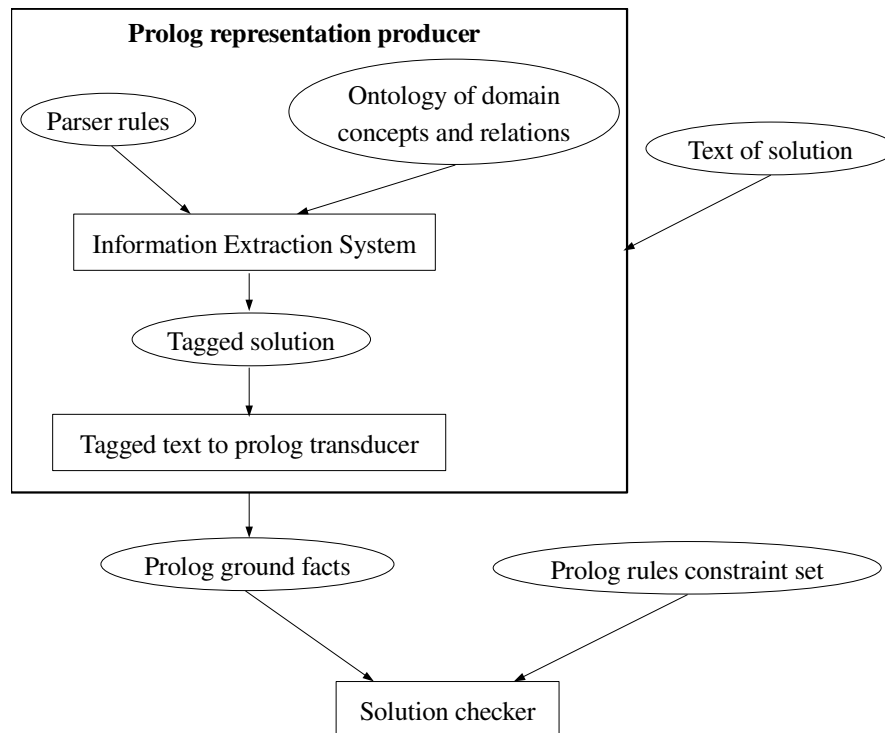 Prolog representation producer
Parser rules
Ontology of domain
concepts and relations
Text of solution
Information Extraction System
Tagged solution
Tagged text to prolog transducer
Prolog ground facts
Prolog rules constraint set
Solution checker